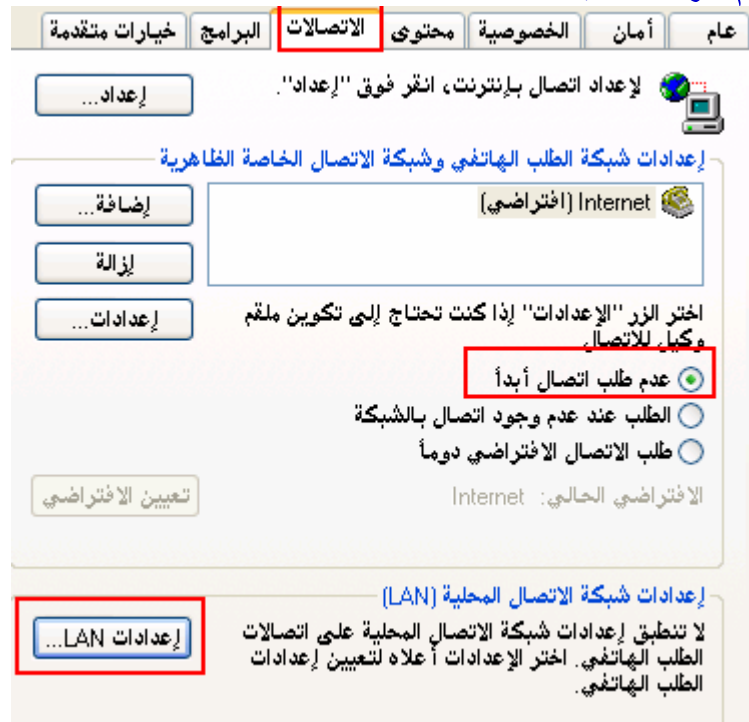 عام
أمان
الخصوصية
محتوى
الاتصالات
البرامج
خيارات متقدمة
لإعداد اتصال بإنترنت، انقر فوق "إعداد".
إعداد...
إعدادات شبكة الطلب الهاتفي وشبكة الاتصال الخاصة الظاهرية
Internet (افتراضي)
إضافة...
إزالة
اختر الزر "الإعدادات" إذا كنت تحتاج إلى تكوين ملقم
وكيل للاتصال
إعدادات...
عدم طلب اتصال أبداً
الطلب عند عدم وجود اتصال بالشبكة
طلب الاتصال الافتراضي دوماً
الافتراضي الحالي: Internet
تعيين الافتراضي
إعدادات شبكة الاتصال المحلية (LAN)
لا تنطبق إعدادات شبكة الاتصال المحلية على اتصالات
الطلب الهاتفي. اختر الإعدادات أعلاه لتعيين إعدادات
الطلب الهاتفي.
إعدادات LAN...